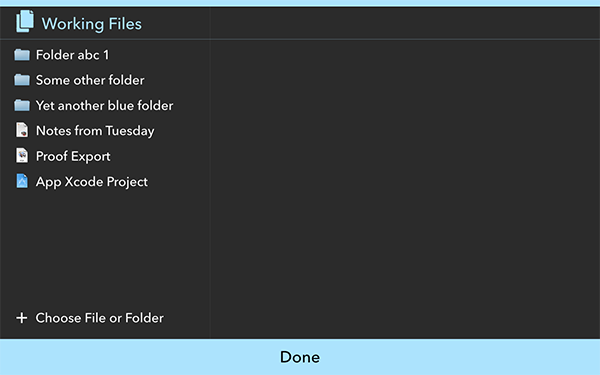 Working Files
Folder abc 1
Some other folder
Yet another blue folder
Notes from Tuesday
Proof Export
App Xcode Project
+ Choose File or Folder
Done